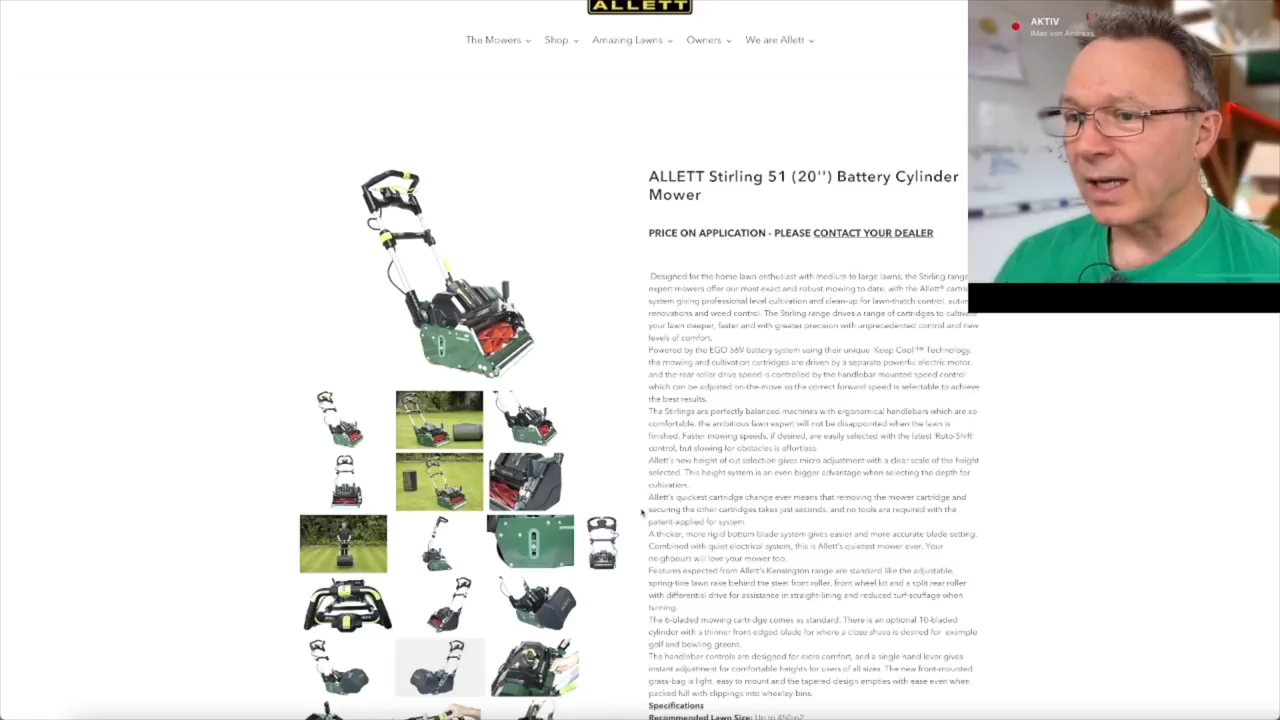 ALLETT
AKTIV
iMac von Andreas
The Mowers
Shop
Amazing Lawns
Owners
We are Allett
ALLETT Stirling 51 (20'') Battery Cylinder
Mower
PRICE ON APPLICATION - PLEASE CONTACT YOUR DEALER
Designed for the home lawn enthusiast with medium to large lawns, the Stirling range
expert mowers offer our most exact and robust mowing to date, with the Allett®
system giving professional level cultivation and clean-up for lawn-thatch control,
renovations and weed control. The Stirling range drives a range of cartridges to
your lawn deeper, faster and with greater precision with unprecedented control and new
levels of comfort.
Powered by the EGO 56V battery system using their unique 'Keep Cool'™ Technology,
the mowing and cultivation cartridges are driven by a separate powerful electric motor,
and the rear roller drive speed is controlled by the handlebar mounted speed control
which can be adjusted on-the-move so the correct forward speed is selectable to achieve
the best results.
The Stirlings are perfectly balanced machines with ergonomical handlebars which are so
comfortable, the ambitious lawn expert will not be disappointed when the lawn is
finished. Faster mowing speeds, if desired, are easily selected with the latest 'Roto-Shift'
control, but slowing for obstacles is effortless.
Allett's new height of cut selection gives micro adjustment with a clear scale of the height
selected. This height system is an even bigger advantage when selecting the depth for
cultivation.
Allett's quickest cartridge change ever means that removing the mower cartridge and
securing the other cartridges takes just seconds, and no tools are required with the
patent-applied for system.
A thicker, more rigid bottom blade system gives easier and more accurate blade setting.
Combined with quiet electrical system, this is Allett's quietest mower ever. Your
neighbours will love your mower too.
Features expected from Allett's Kensington range are standard like the adjustable,
spring-tine lawn rake behind the steel front roller, front wheel kit and a split rear roller
with differential drive for assistance in straight-lining and reduced turf-scuffage when
turning.
The 6-bladed mowing cartridge comes as standard. There is an optional 10-bladed
cylinder with a thinner front-edged blade for where a close shave is desired for example
golf and bowling greens.
The handlebar controls are designed for extra comfort, and a single hand lever gives
instant adjustment for comfortable heights for users of all sizes. The new front-mounted
grass-bag is light, easy to mount and the tapered design empties with ease even when
packed full with clippings into wheeley-bins.
Specifications
Recommended Lawn Size: Up to 450m2